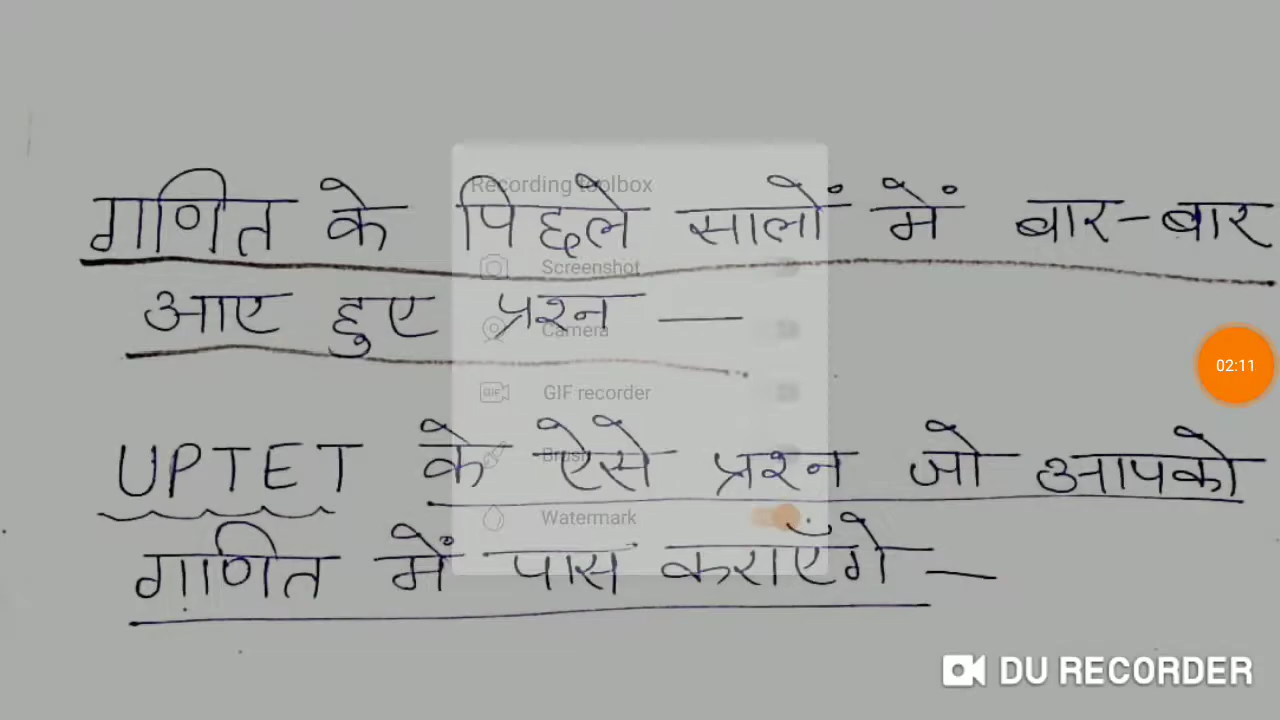 गणित के पिछले सालों में बार-बार
आए हुए प्रश्न —
UPTET के ऐसे प्रश्न जो आपको
गणित में पास कराएँगे —
Recording toolbox
Screenshot
Camera
GIF recorder
Brush
Watermark
02:11
DU RECORDER